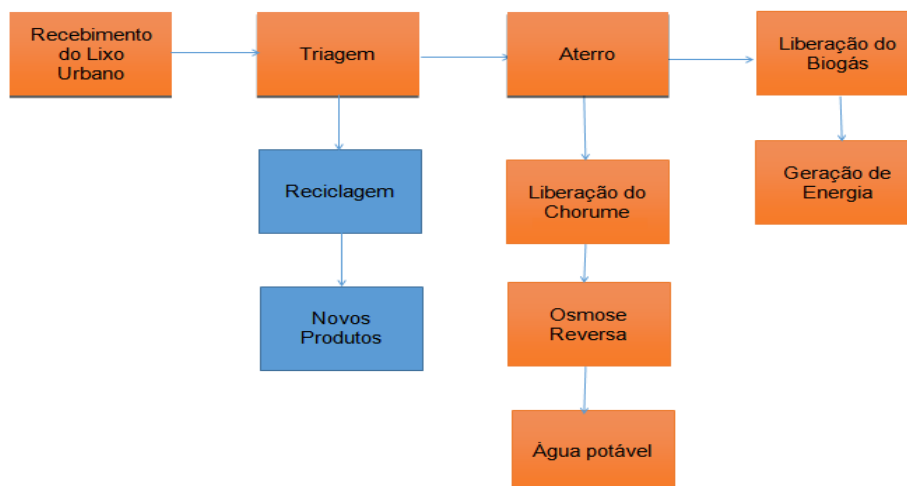 Recebimento
do Lixo
Urbano
Triagem
Aterro
Liberação do
Biogás
Reciclagem
Liberação do
Chorume
Geração de
Energia
Novos
Produtos
Osmose
Reversa
Água potável